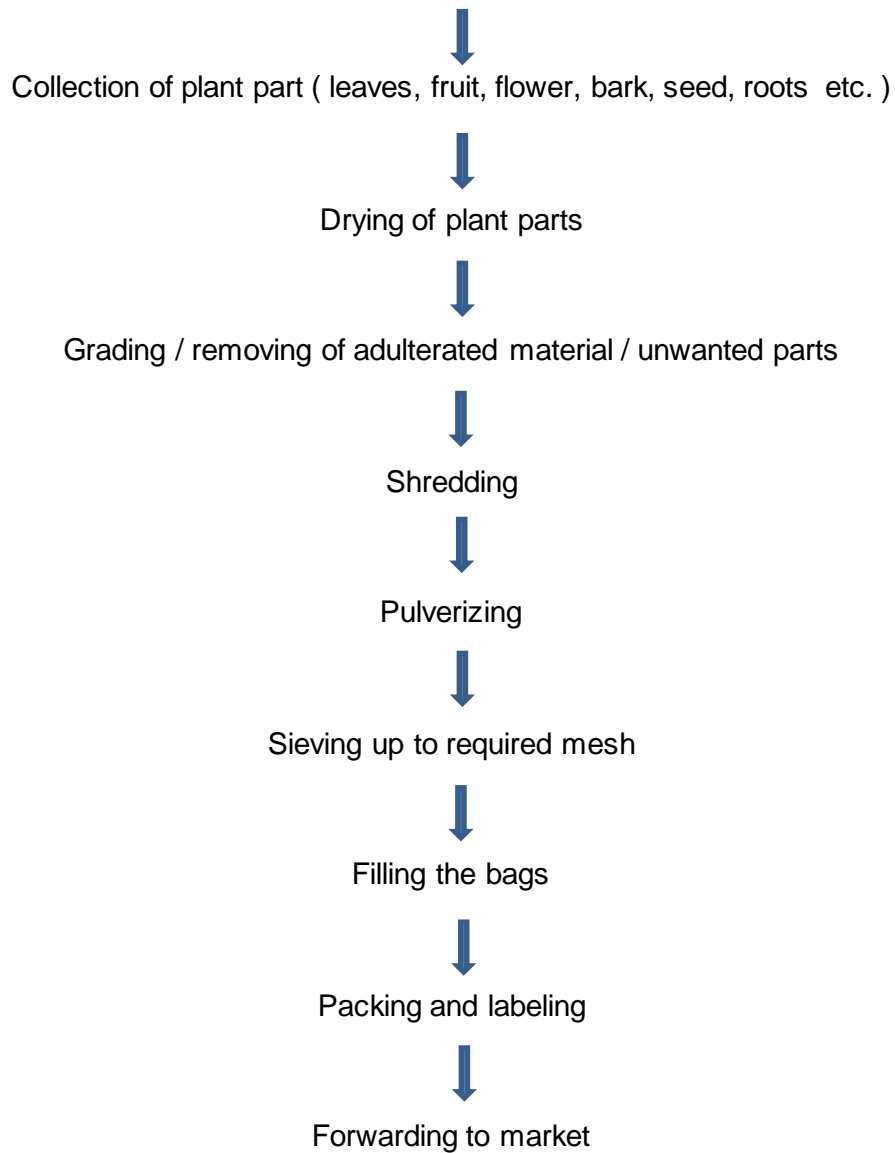 Collection of plant part ( leaves, fruit, flower, bark, seed, roots etc. )
Drying of plant parts
Grading / removing of adulterated material / unwanted parts
Shredding
Pulverizing
Sieving up to required mesh
Filling the bags
Packing and labeling
Forwarding to market